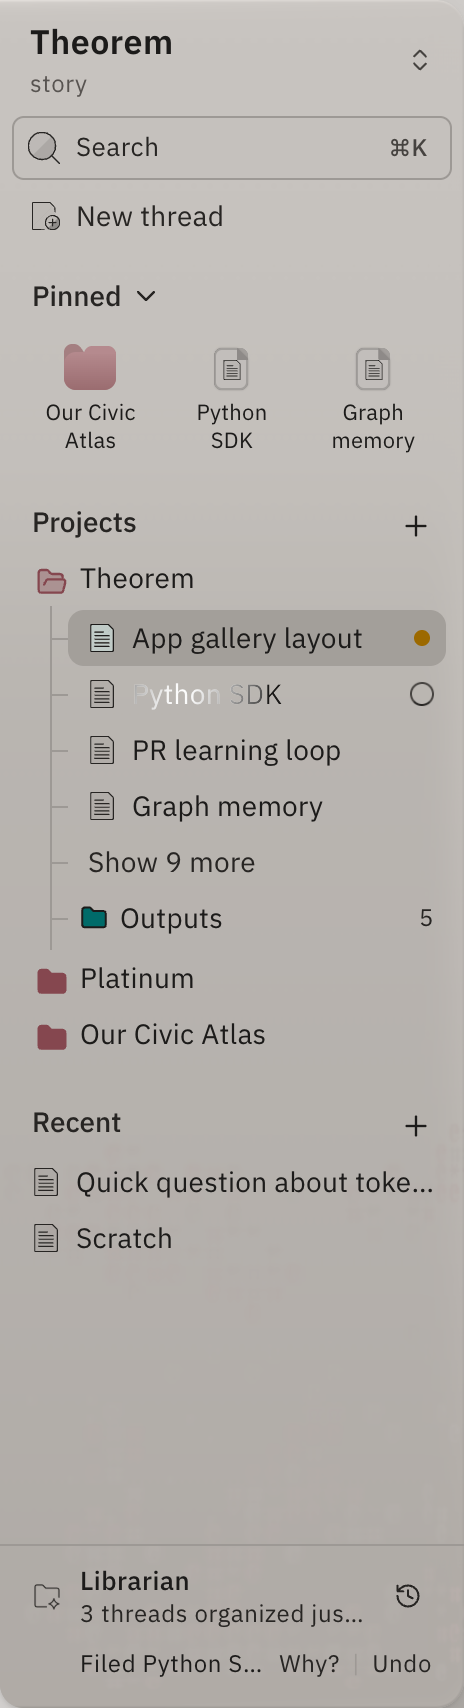 Theorem
story
Search ⌘K
New thread
Pinned
Our Civic Atlas
Python SDK
Graph memory
Projects
Theorem
App gallery layout
Python SDK
PR learning loop
Graph memory
Show 9 more
Outputs 5
Platinum
Our Civic Atlas
Recent
Quick question about toke...
Scratch
Librarian
3 threads organized jus...
Filed Python S... Why? Undo